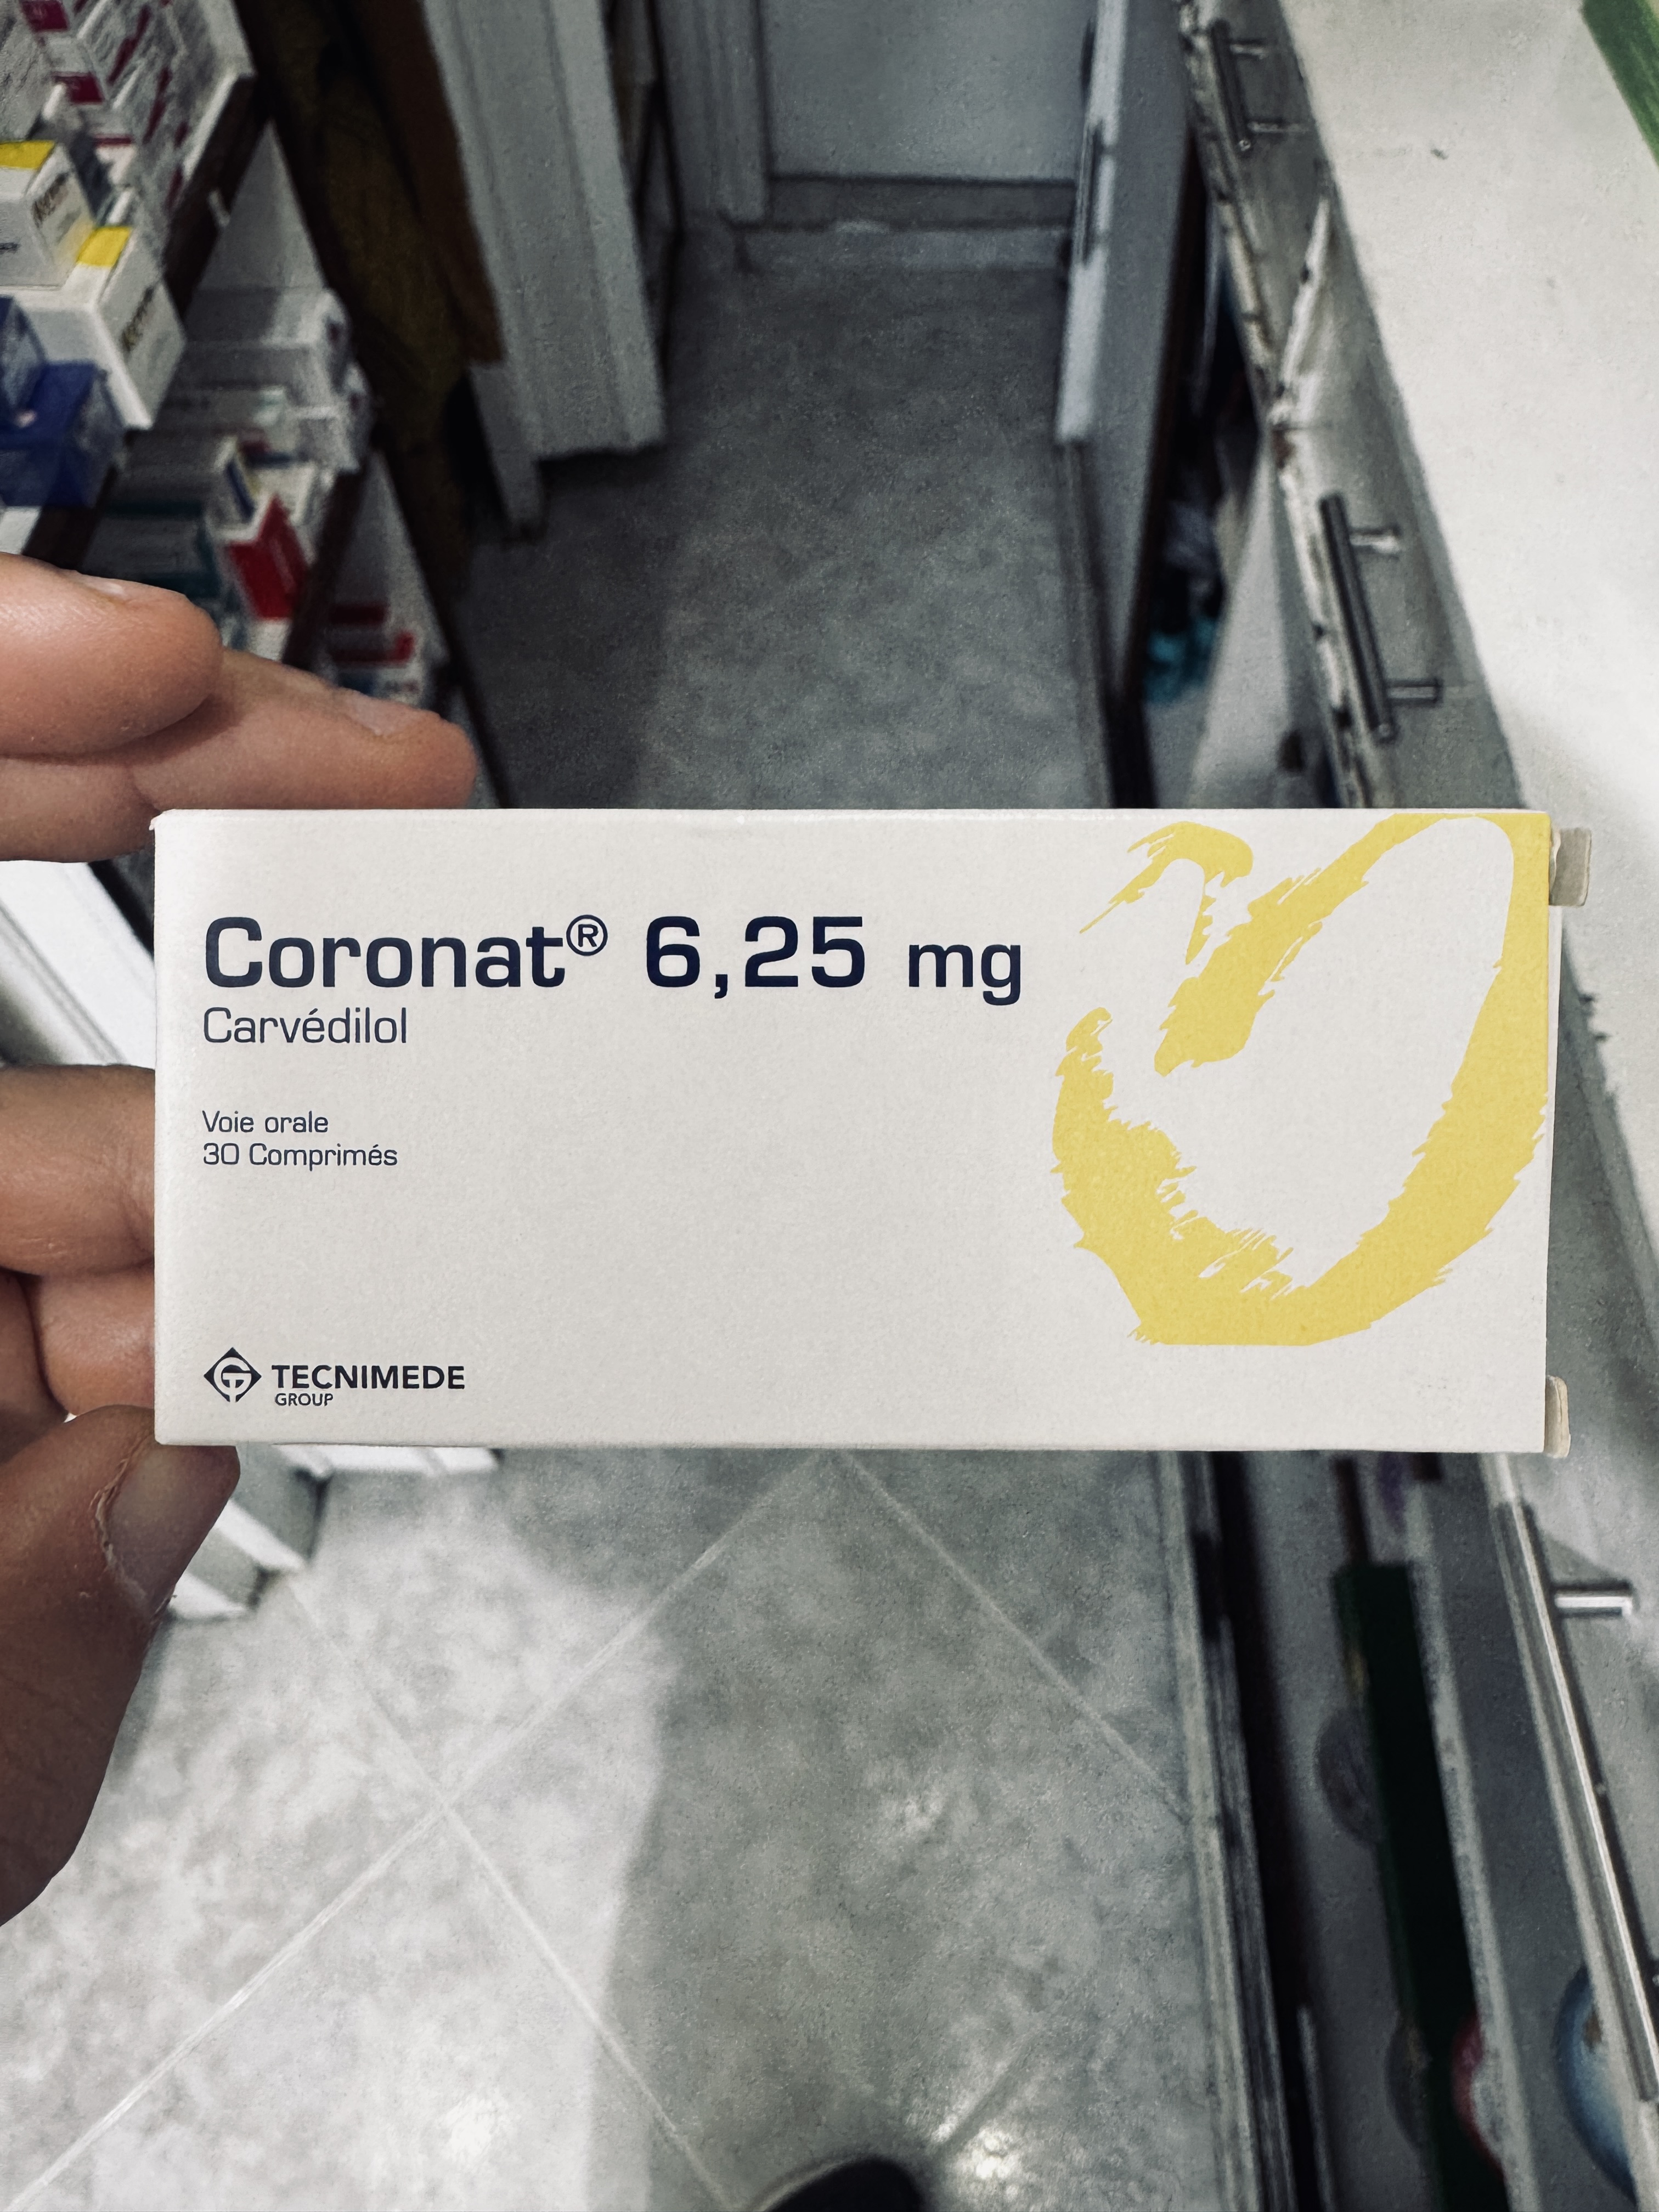 Coronat® 6,25 mg
Carvédilol
Voie orale
30 Comprimés
TECNIMEDE
GROUP